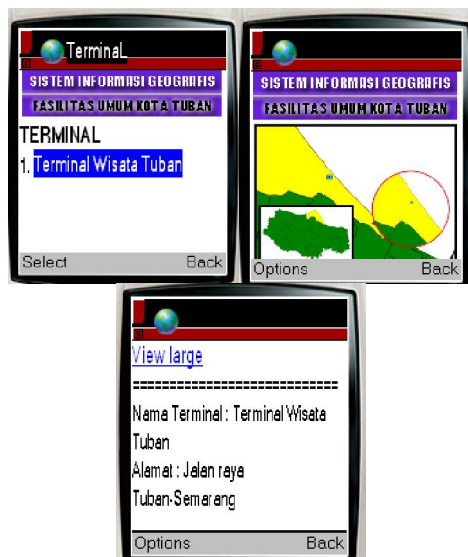 TerminaL
SISTEM INFORMASI GEOGRAFIS
FASILITAS UMUM KOTA TUBAN
TERMINAL
1. Terminal Wisata Tuban
Select Back
SISTEM INFORMASI GEOGRAFIS
FASILITAS UMUM KOTA TUBAN
Options Back
View large
============================
Nama Terminal : Terminal Wisata
Tuban
Alamat : Jalan raya
Tuban-Semarang
Options Back